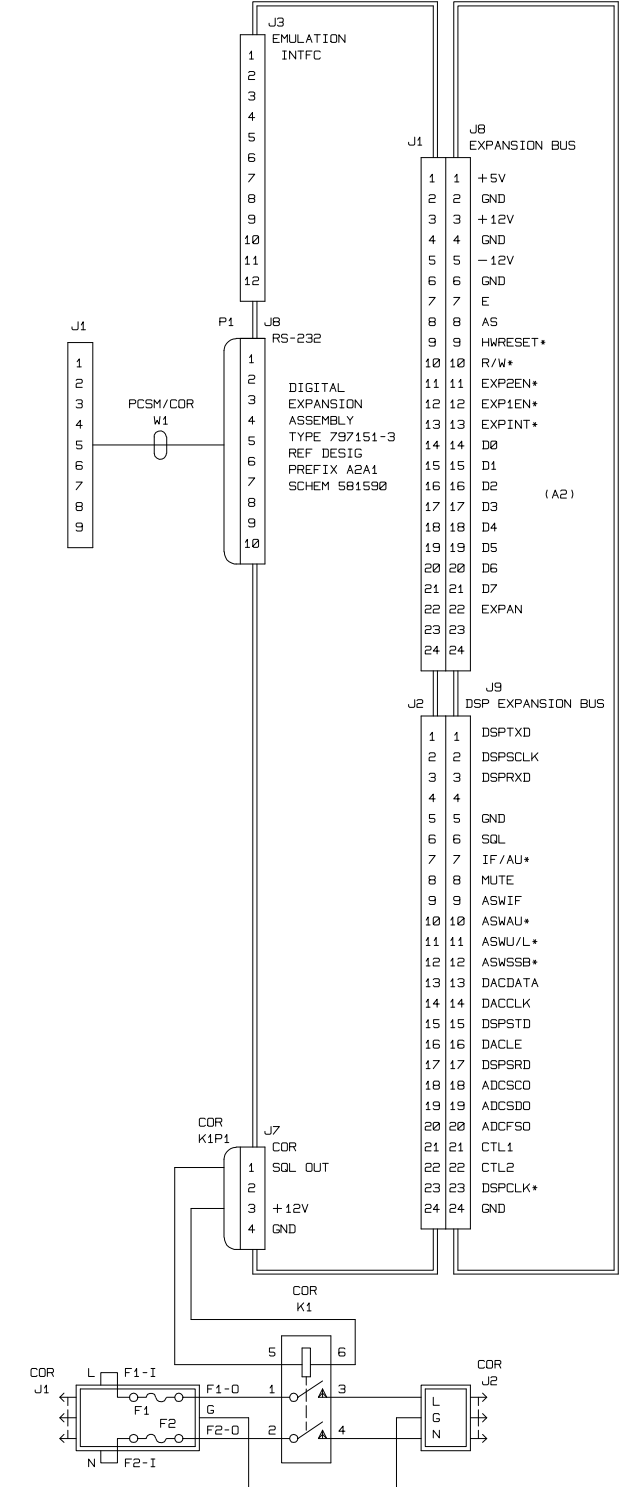 J3
EMULATION
INTFC
1
2
3
4
5
6
7
8
9
10
11
12
J1
J8
EXPANSION BUS
1 1 +5V
2 2 GND
3 3 +12V
4 4 GND
5 5 -12V
6 6 GND
7 7 E
8 8 AS
9 9 HWRESET*
10 10 R/W*
11 11 EXP2EN*
12 12 EXP1EN*
13 13 EXPINT*
14 14 D0
15 15 D1
16 16 D2
17 17 D3
18 18 D4
19 19 D5
20 20 D6
21 21 D7
22 22 EXPAN
23 23
24 24
(A2)
J1
1
2
3
4
5
6
7
8
9
PCSM/COR
W1
P1
J8
RS-232
1
2
3
4
5
6
7
8
9
10
DIGITAL
EXPANSION
ASSEMBLY
TYPE 797151-3
REF DESIG
PREFIX A2A1
SCHEM 581590
J2
J9
DSP EXPANSION BUS
1 1 DSPTXD
2 2 DSPSCLK
3 3 DSPRXD
4 4
5 5 GND
6 6 SQL
7 7 IF/AU*
8 8 MUTE
9 9 ASWIF
10 10 ASWAU*
11 11 ASWU/L*
12 12 ASWSSB*
13 13 DACDATA
14 14 DACCLK
15 15 DSPSTD
16 16 DACLE
17 17 DSPSRD
18 18 ADCSCO
19 19 ADCSDO
20 20 ADCFSO
21 21 CTL1
22 22 CTL2
23 23 DSPCLK*
24 24 GND
COR
K1P1
J7
COR
1 SQL OUT
2
3 +12V
4 GND
COR
K1
5 6
COR
J1
L F1-I
F1
F1-O
1 3
G
F2
F2-O
2 4
N F2-I
COR
J2
L
G
N